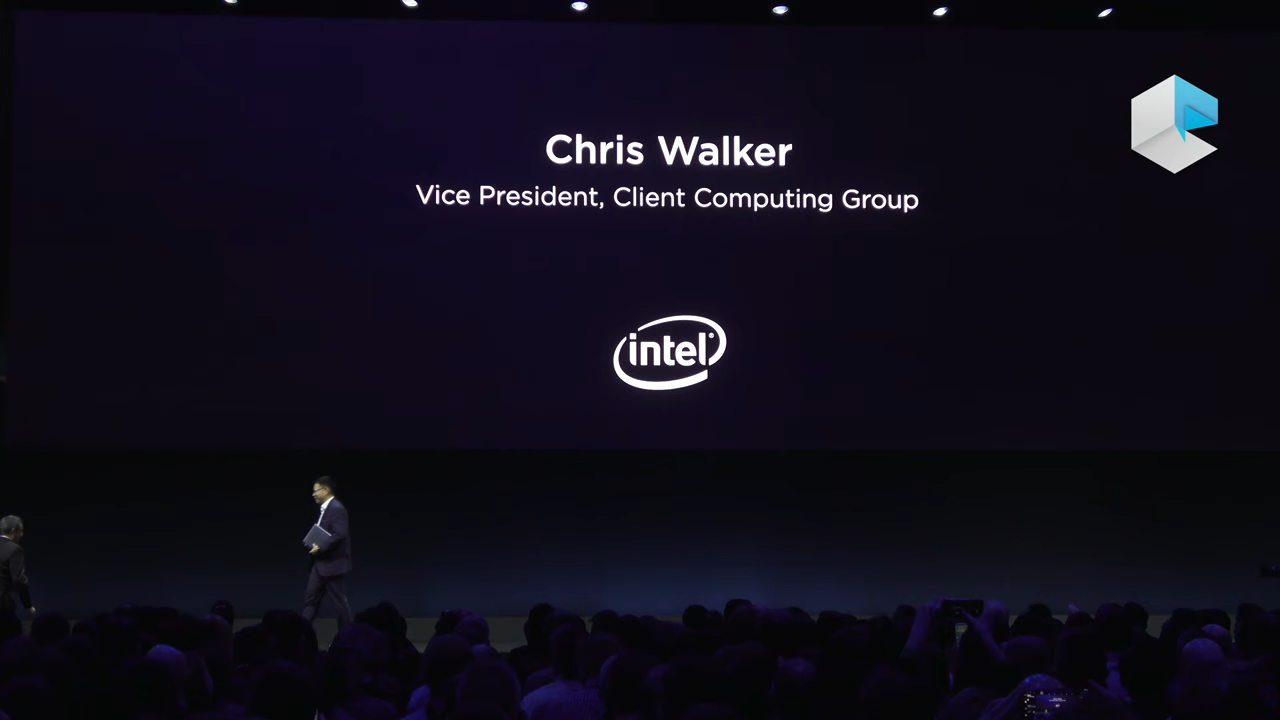 Chris Walker
Vice President, Client Computing Group
intel